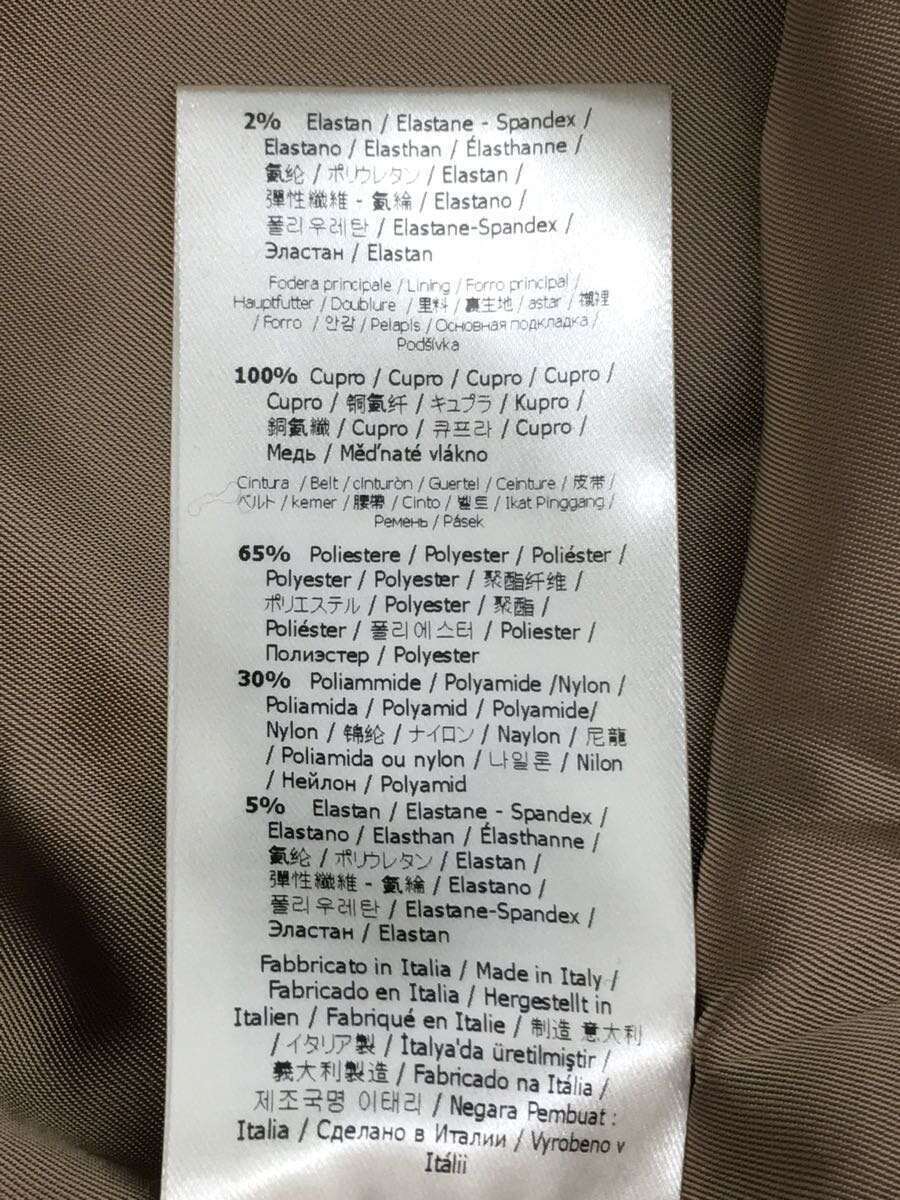 2% Elastan / Elastane - Spandex /
Elastano / Elasthan / Élasthanne /
氨纶 / ポリウレタン / Elastan /
彈性纖維 - 氨綸 / Elastano /
폴리우레탄 / Elastane-Spandex /
Эластан / Elastan
Fodera principale / Lining / Forro principal /
Hauptfutter / Doublure / 里料 / 裏生地 / astar / 襯裡
/ Forro / 안감 / Pelapis / Основная подкладка /
Podšívka
100% Cupro / Cupro / Cupro / Cupro /
Cupro / 铜氨纤 / キュプラ / Kupro /
銅氨纖 / Cupro / 큐프라 / Cupro /
Медь / Měďnaté vlákno
Cintura / Belt / cinturòn / Guertel / Ceinture / 皮帶 /
ベルト / kemer / 腰帶 / Cinto / 벨트 / Ikat Pinggang /
Ремень / Pásek
65% Poliestere / Polyester / Poliéster /
Polyester / Polyester / 聚酯纤维 /
ポリエステル / Polyester / 聚酯 /
Poliéster / 폴리에스터 / Poliester /
Полиэстер / Polyester
30% Poliammide / Polyamide /Nylon /
Poliamida / Polyamid / Polyamide/
Nylon / 锦纶 / ナイロン / Naylon / 尼龍
/ Poliamida ou nylon / 나일론 / Nilon
/ Нейлон / Polyamid
5% Elastan / Elastane - Spandex /
Elastano / Elasthan / Élasthanne /
氨纶 / ポリウレタン / Elastan /
彈性纖維 - 氨綸 / Elastano /
폴리우레탄 / Elastane-Spandex /
Эластан / Elastan
Fabbricato in Italia / Made in Italy /
Fabricado en Italia / Hergestellt in
Italien / Fabriqué en Italie / 制造 意大利
/ イタリア製 / İtalya'da üretilmiştir /
義大利製造 / Fabricado na Itália /
제조국명 이태리 / Negara Pembuat :
Italia / Сделано в Италии / Vyrobeno v
Itálii